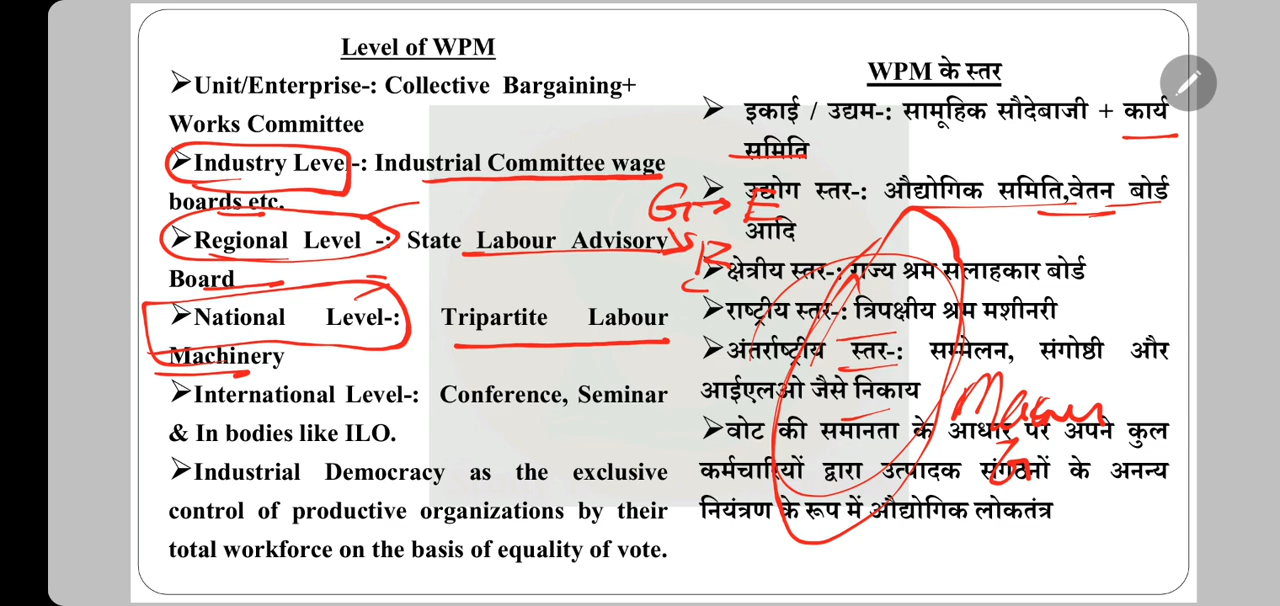 Level of WPM
➤Unit/Enterprise-: Collective Bargaining+
Works Committee
➤Industry Level-: Industrial Committee wage
boards etc.
➤Regional Level -: State Labour Advisory
Board
➤National Level-: Tripartite Labour
Machinery
➤International Level-: Conference, Seminar
& In bodies like ILO.
➤Industrial Democracy as the exclusive
control of productive organizations by their
total workforce on the basis of equality of vote.
WPM के स्तर
➤ इकाई / उद्यम-: सामूहिक सौदेबाजी + कार्य
समिति
➤ उद्योग स्तर-: औद्योगिक समिति,वेतन बोर्ड
आदि
➤क्षेत्रीय स्तर-: राज्य श्रम सलाहकार बोर्ड
➤राष्ट्रीय स्तर-: त्रिपक्षीय श्रम मशीनरी
➤अंतर्राष्ट्रीय स्तर-: सम्मेलन, संगोष्ठी और
आईएलओ जैसे निकाय
➤वोट की समानता के आधार पर अपने कुल
कर्मचारियों द्वारा उत्पादक संगठनों के अनन्य
नियंत्रण के रूप में औद्योगिक लोकतंत्र